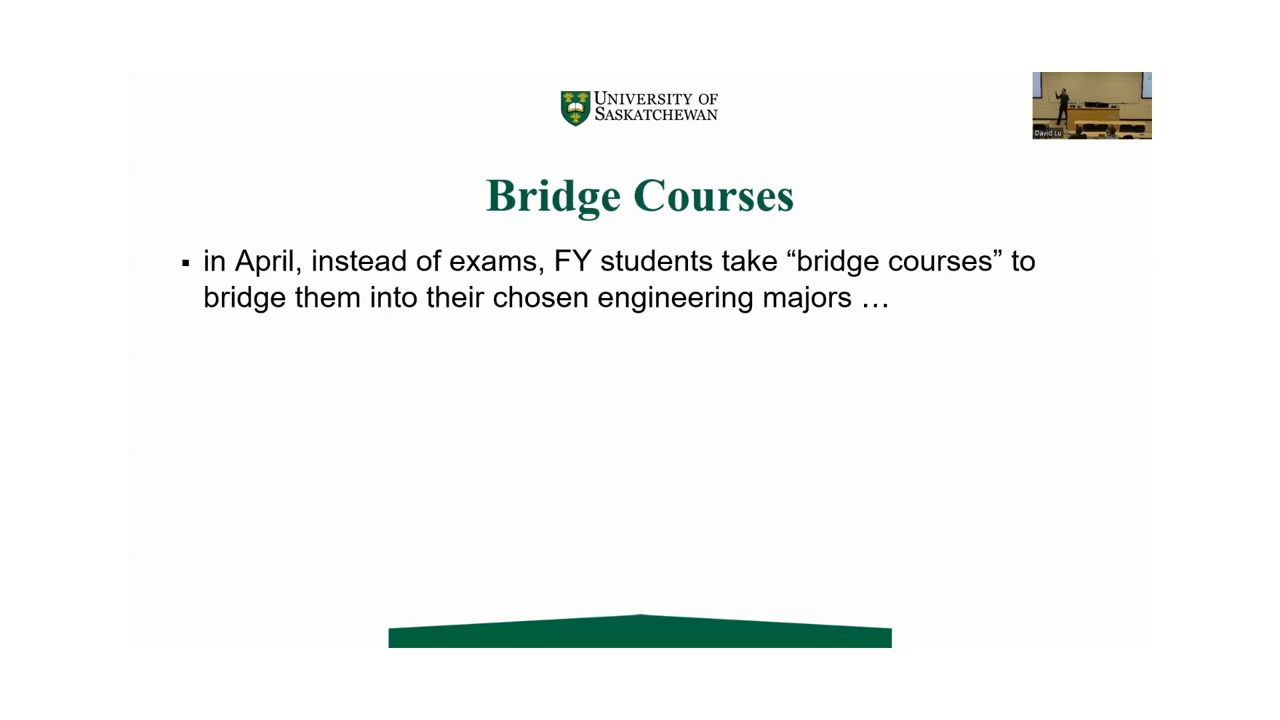 UNIVERSITY OF
SASKATCHEWAN
David Lu
Bridge Courses
▪ in April, instead of exams, FY students take “bridge courses” to
bridge them into their chosen engineering majors …